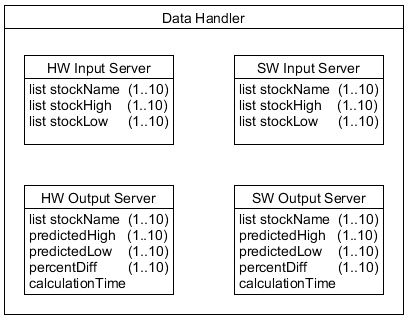 Data Handler
HW Input Server
list stockName (1..10)
list stockHigh (1..10)
list stockLow (1..10)
SW Input Server
list stockName (1..10)
list stockHigh (1..10)
list stockLow (1..10)
HW Output Server
list stockName (1..10)
predictedHigh (1..10)
predictedLow (1..10)
percentDiff (1..10)
calculationTime
SW Output Server
list stockName (1..10)
predictedHigh (1..10)
predictedLow (1..10)
percentDiff (1..10)
calculationTime